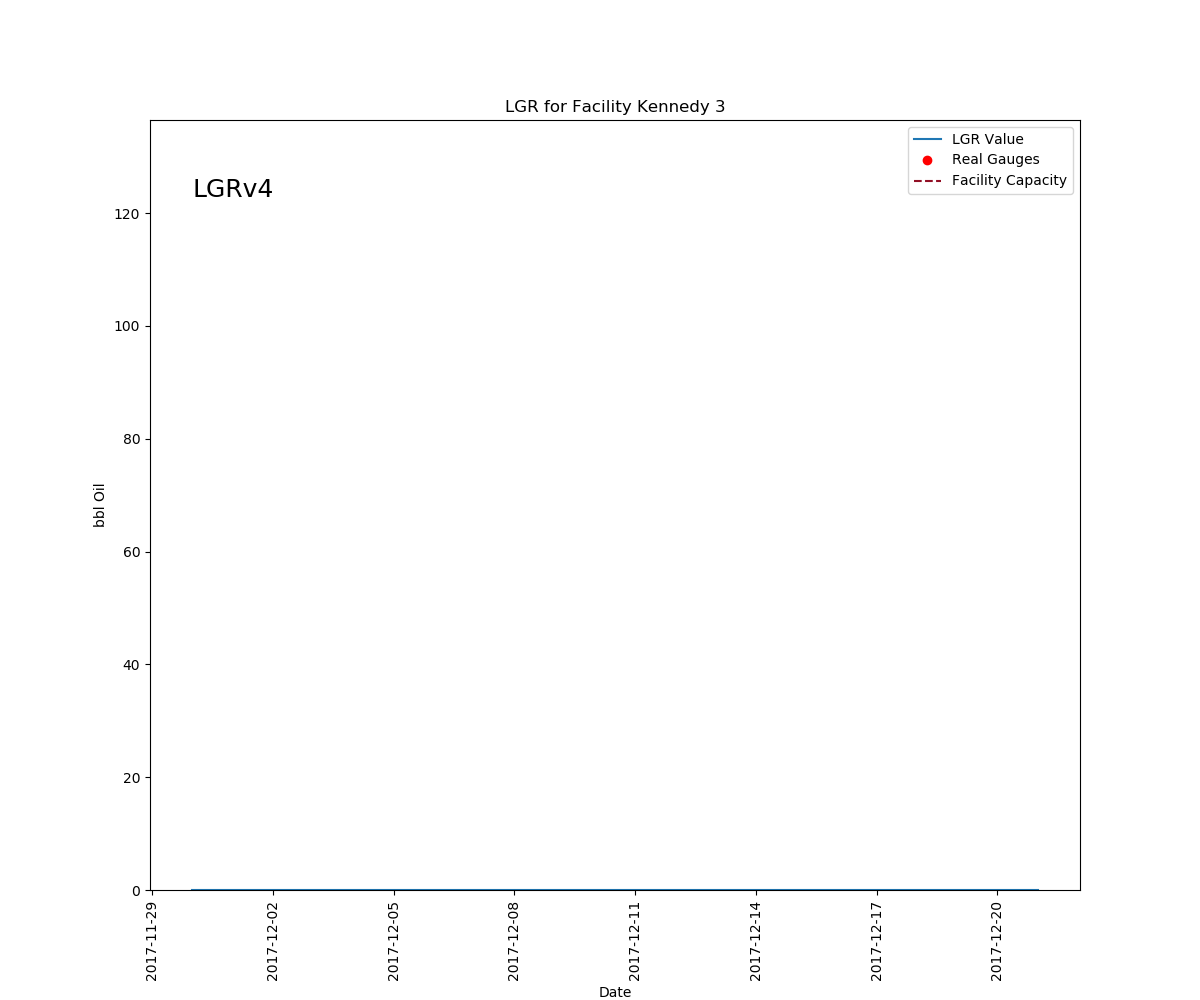 LGR for Facility Kennedy 3
LGR Value
Real Gauges
Facility Capacity
LGRv4
120
100
80
60
40
20
0
bbl Oil
2017-11-29
2017-12-02
2017-12-05
2017-12-08
2017-12-11
2017-12-14
2017-12-17
2017-12-20
Date